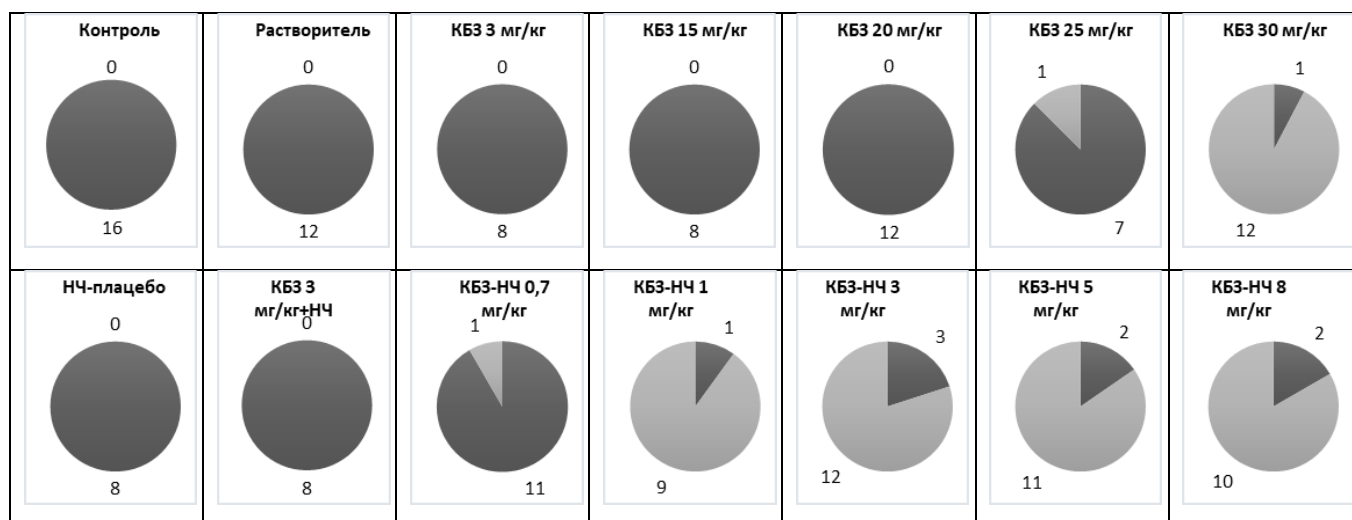 Контроль
0
16
Растворитель
0
12
КБЗ 3 мг/кг
0
8
КБЗ 15 мг/кг
0
8
КБЗ 20 мг/кг
0
12
КБЗ 25 мг/кг
1
7
КБЗ 30 мг/кг
1
12
НЧ-плацебо
0
8
КБЗ 3
мг/кг+НЧ
0
8
КБЗ-НЧ 0,7
мг/кг
1
11
КБЗ-НЧ 1
мг/кг
1
9
КБЗ-НЧ 3
мг/кг
3
12
КБЗ-НЧ 5
мг/кг
2
11
КБЗ-НЧ 8
мг/кг
2
10